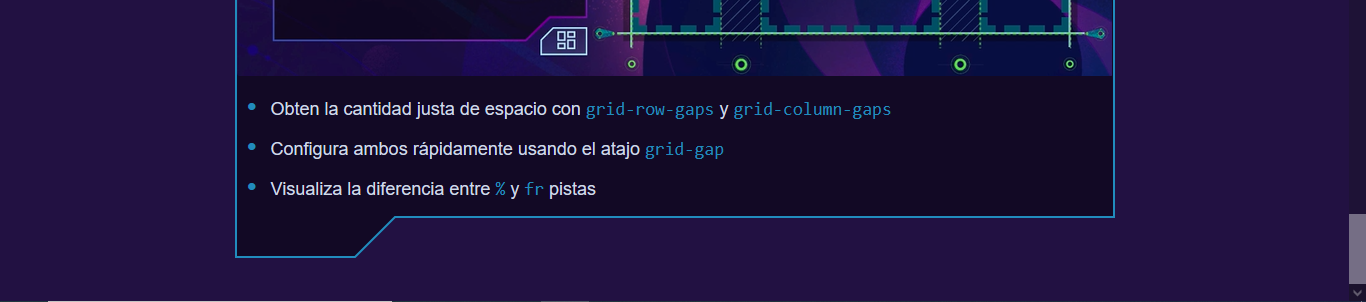 Obten la cantidad justa de espacio con grid-row-gaps y grid-column-gaps
Configura ambos rápidamente usando el atajo grid-gap
Visualiza la diferencia entre % y fr pistas